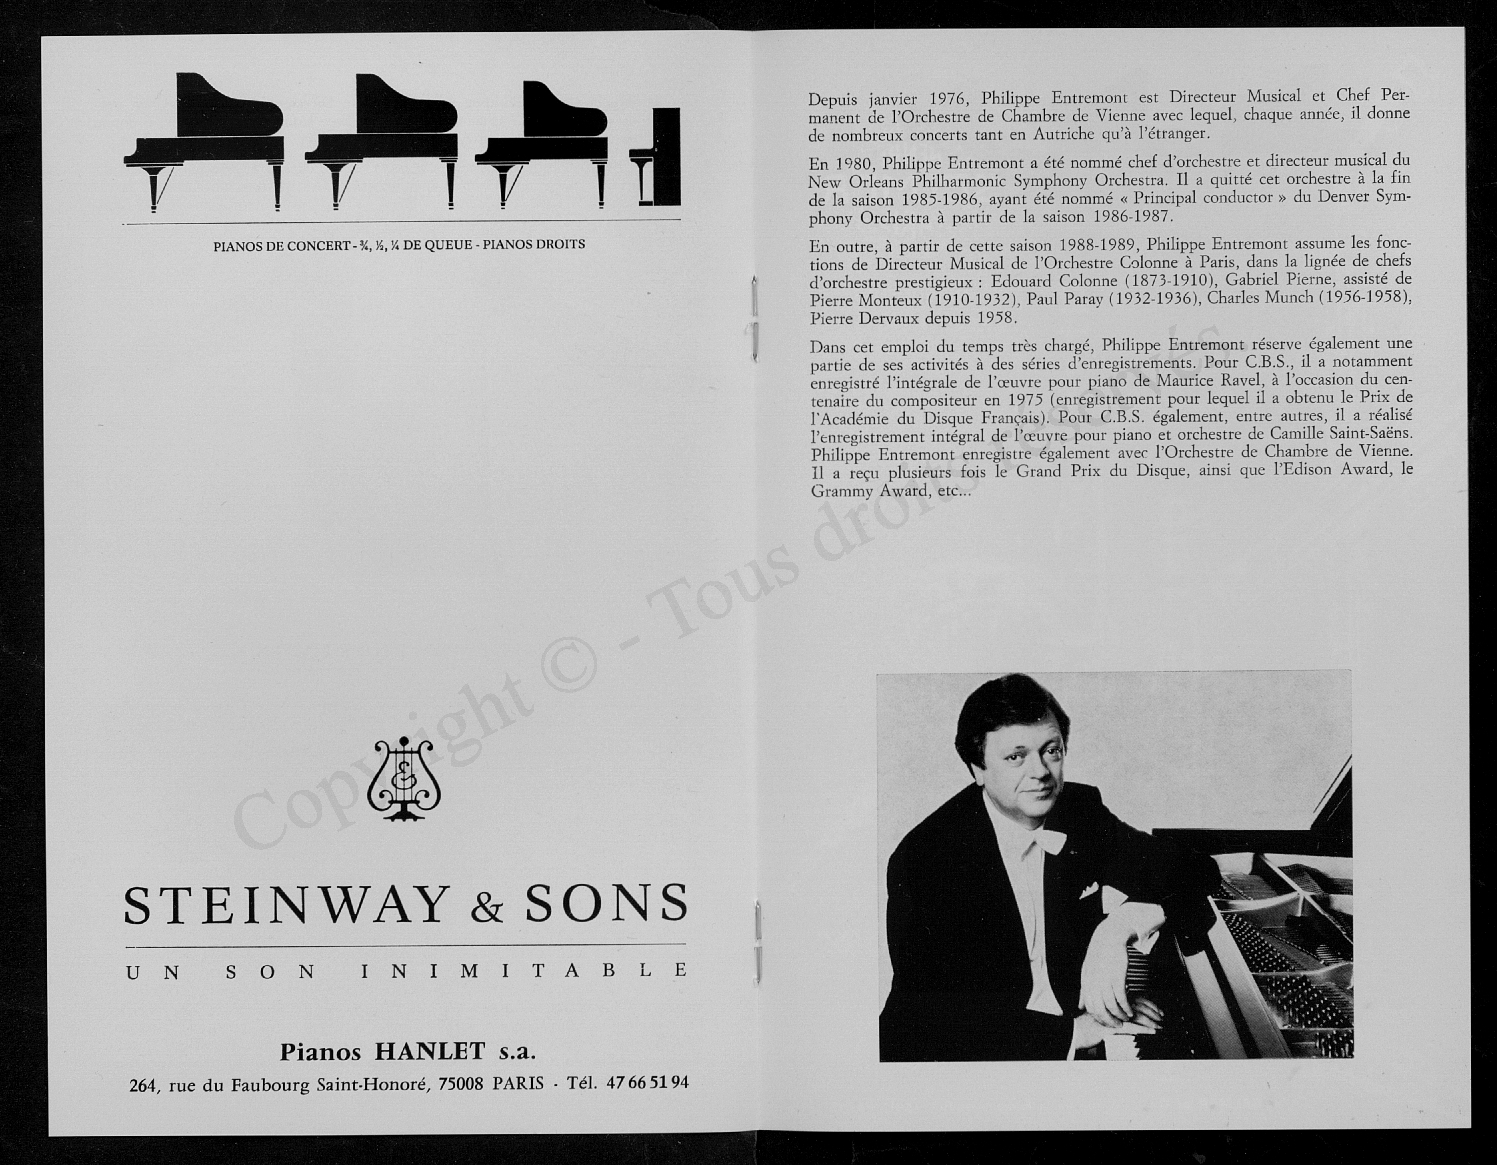 PIANOS DE CONCERT - ¾, ½, ¼ DE QUEUE - PIANOS DROITS
STEINWAY & SONS
UN SON INIMITABLE
Pianos HANLET s.a.
264, rue du Faubourg Saint-Honoré, 75008 PARIS - Tél. 47 66 51 94
Depuis janvier 1976, Philippe Entremont est Directeur Musical et Chef Per-
manent de l'Orchestre de Chambre de Vienne avec lequel, chaque année, il donne
de nombreux concerts tant en Autriche qu'à l'étranger.
En 1980, Philippe Entremont a été nommé chef d'orchestre et directeur musical du
New Orleans Philharmonic Symphony Orchestra. Il a quitté cet orchestre à la fin
de la saison 1985-1986, ayant été nommé « Principal conductor » du Denver Sym-
phony Orchestra à partir de la saison 1986-1987.
En outre, à partir de cette saison 1988-1989, Philippe Entremont assume les fonc-
tions de Directeur Musical de l'Orchestre Colonne à Paris, dans la lignée de chefs
d'orchestre prestigieux : Edouard Colonne (1873-1910), Gabriel Pierne, assisté de
Pierre Monteux (1910-1932), Paul Paray (1932-1936), Charles Munch (1956-1958),
Pierre Dervaux depuis 1958.
Dans cet emploi du temps très chargé, Philippe Entremont réserve également une
partie de ses activités à des séries d'enregistrements. Pour C.B.S., il a notamment
enregistré l'intégrale de l'œuvre pour piano de Maurice Ravel, à l'occasion du cen-
tenaire du compositeur en 1975 (enregistrement pour lequel il a obtenu le Prix de
l'Académie du Disque Français). Pour C.B.S. également, entre autres, il a réalisé
l'enregistrement intégral de l'œuvre pour piano et orchestre de Camille Saint-Saëns.
Philippe Entremont enregistre également avec l'Orchestre de Chambre de Vienne.
Il a reçu plusieurs fois le Grand Prix du Disque, ainsi que l'Edison Award, le
Grammy Award, etc...
Copyright © - Tous droits réservés.